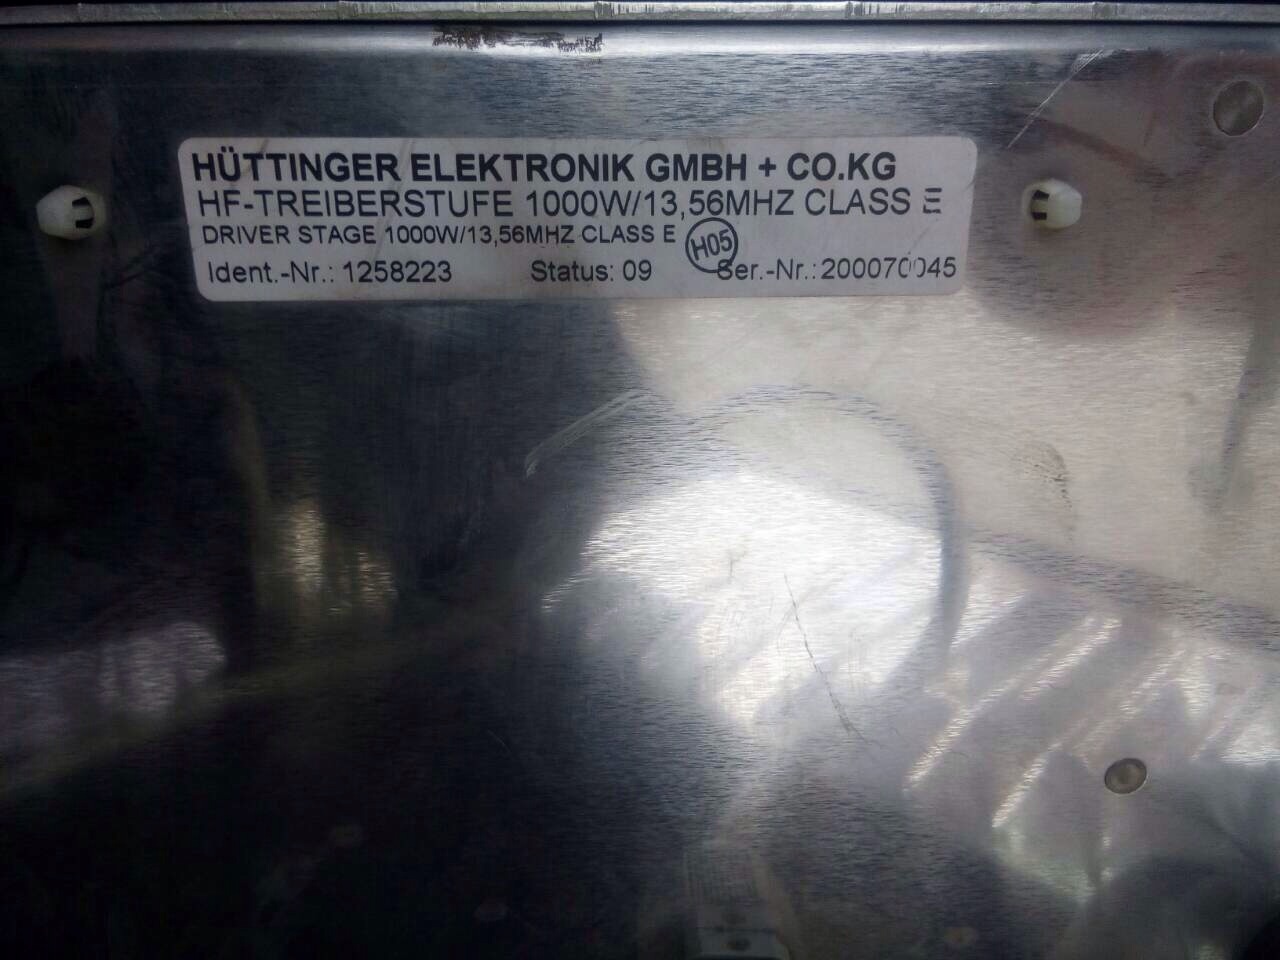 HÜTTINGER ELEKTRONIK GMBH + CO.KG
HF-TREIBERSTUFE 1000W/13,56MHZ CLASS E
DRIVER STAGE 1000W/13,56MHZ CLASS E
H05
Ident.-Nr.: 1258223 Status: 09 Ser.-Nr.: 200070045